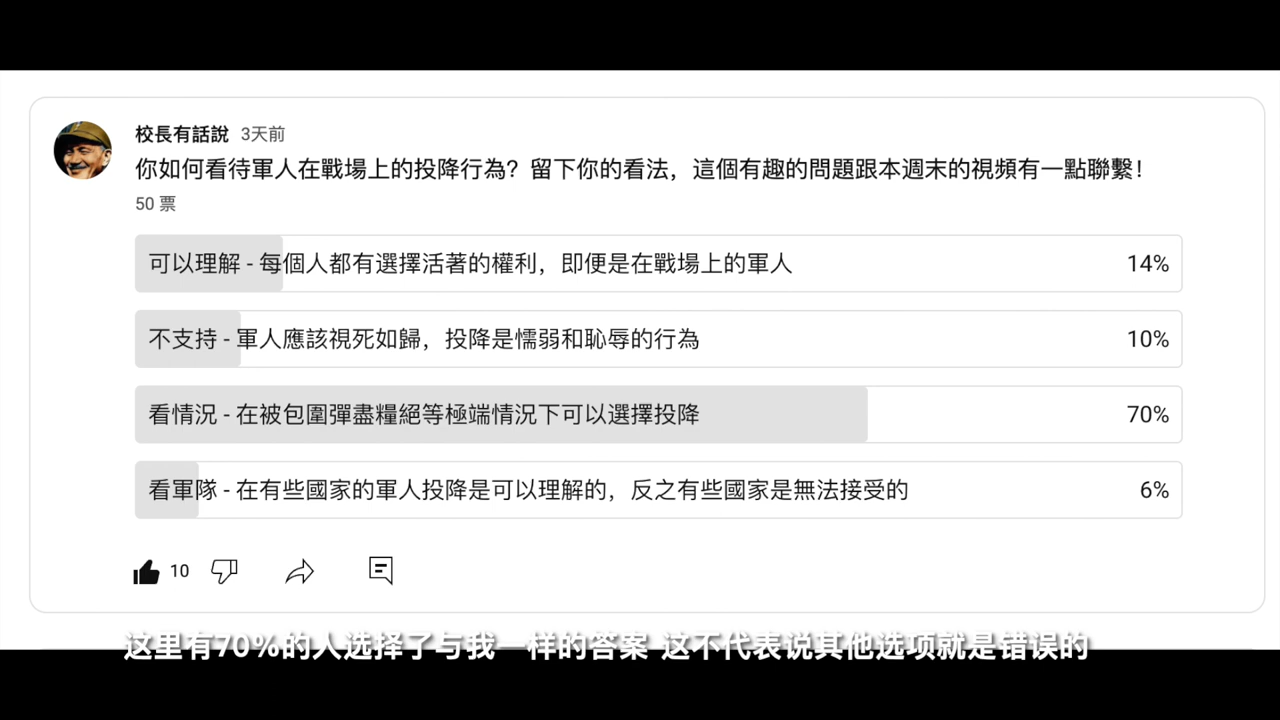 校長有話說 3天前
你如何看待軍人在戰場上的投降行為？留下你的看法，這個有趣的問題跟本週末的視頻有一點聯繫！
50 票
可以理解 - 每個人都有選擇活著的權利，即便是在戰場上的軍人 14%
不支持 - 軍人應該視死如歸，投降是懦弱和恥辱的行為 10%
看情況 - 在被包圍彈盡糧絕等極端情況下可以選擇投降 70%
看軍隊 - 在有些國家的軍人投降是可以理解的，反之有些國家是無法接受的 6%
10
这里有70%的人选择了与我一样的答案 这不代表说其他选项就是错误的